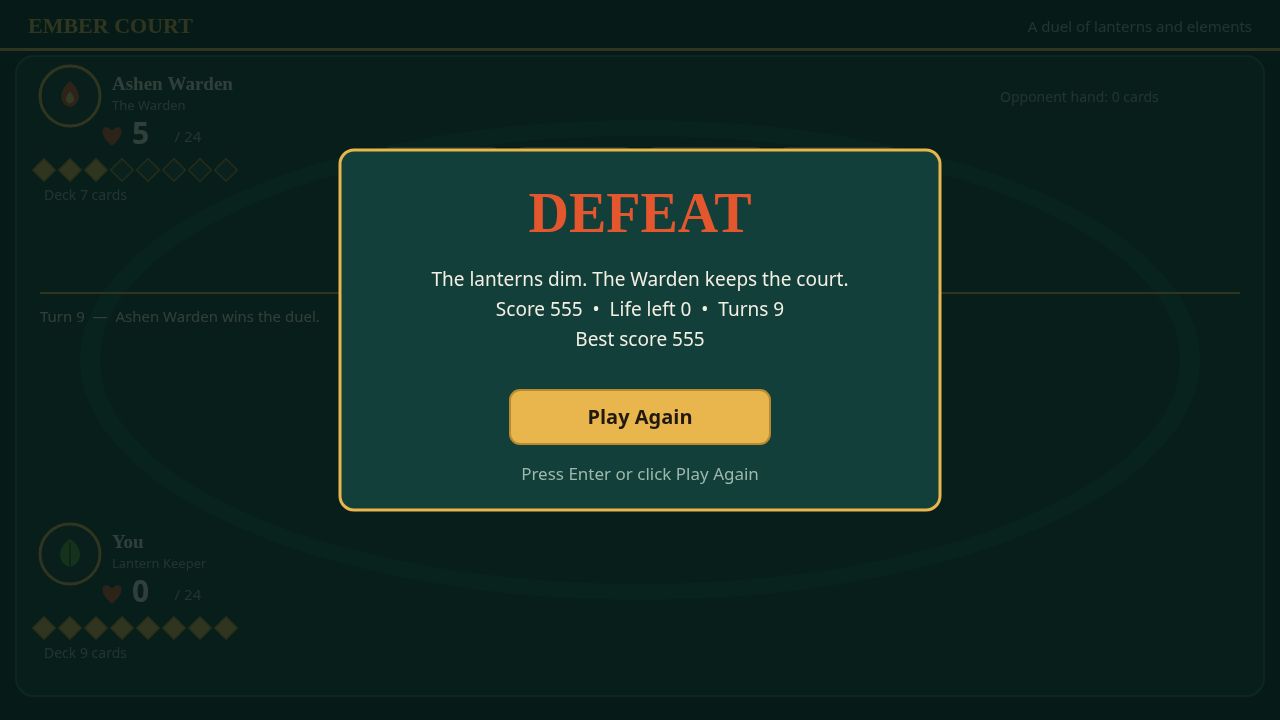 EMBER COURT
A duel of lanterns and elements
Ashen Warden
The Warden
5 / 24
Deck 7 cards
Opponent hand: 0 cards
DEFEAT
The lanterns dim. The Warden keeps the court.
Score 555 • Life left 0 • Turns 9
Best score 555
Play Again
Press Enter or click Play Again
Turn 9 — Ashen Warden wins the duel.
You
Lantern Keeper
0 / 24
Deck 9 cards